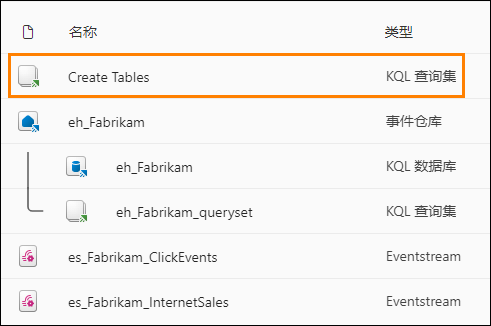 名称 类型
Create Tables KQL 查询集
eh_Fabrikam 事件仓库
eh_Fabrikam KQL 数据库
eh_Fabrikam_queryset KQL 查询集
es_Fabrikam_ClickEvents Eventstream
es_Fabrikam_InternetSales Eventstream